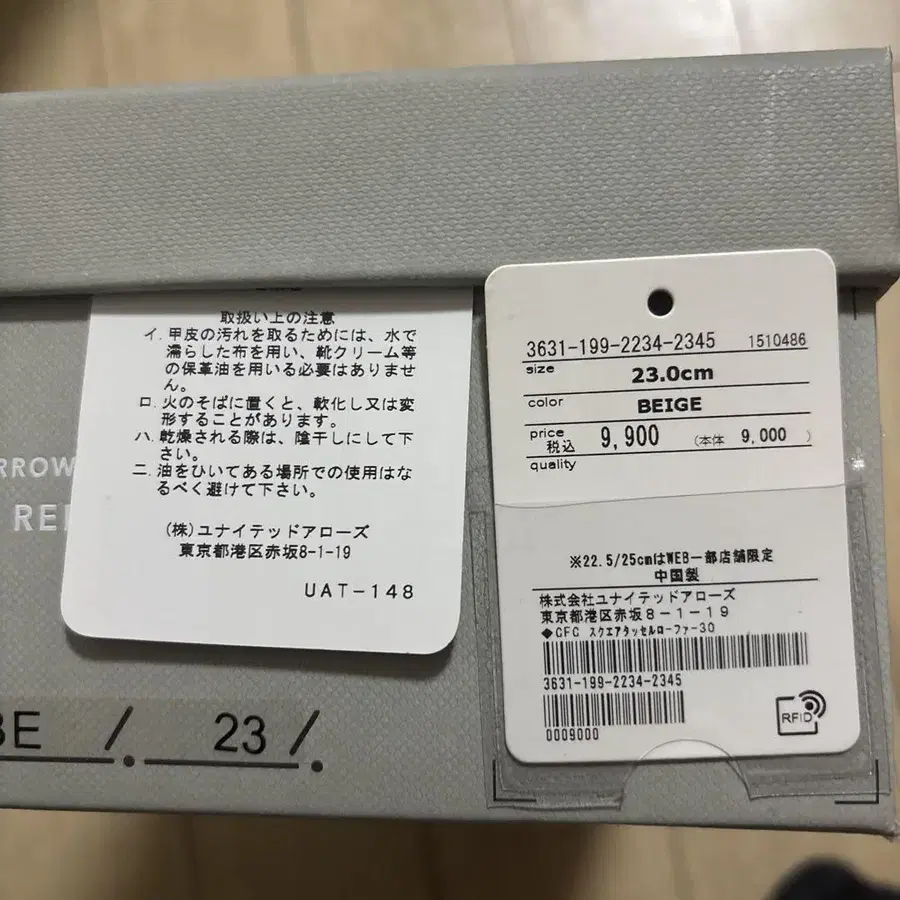 取扱い上の注意
イ. 甲皮の汚れを取るためには、水で
濡らした布を用い、靴クリーム等
の保革油を用いる必要はありませ
ん。
ロ. 火のそばに置くと、軟化し又は変
形することがあります。
ハ. 乾燥される際は、陰干しにして下
さい。
ニ. 油をひいてある場所での使用はな
るべく避けて下さい。
(株)ユナイテッドアローズ
東京都港区赤坂8-1-19
UAT-148
3631-199-2234-2345 1510486
size 23.0cm
color BEIGE
price 税込 9,900 (本体 9,000 )
quality
※22.5/25cmはWEB一部店舗限定
中国製
株式会社ユナイテッドアローズ
東京都港区赤坂8-1-19
◆CFC スクエアタッセルローファー30
3631-199-2234-2345
0009000
RFID
RROW
REL
BE / . 23 / .